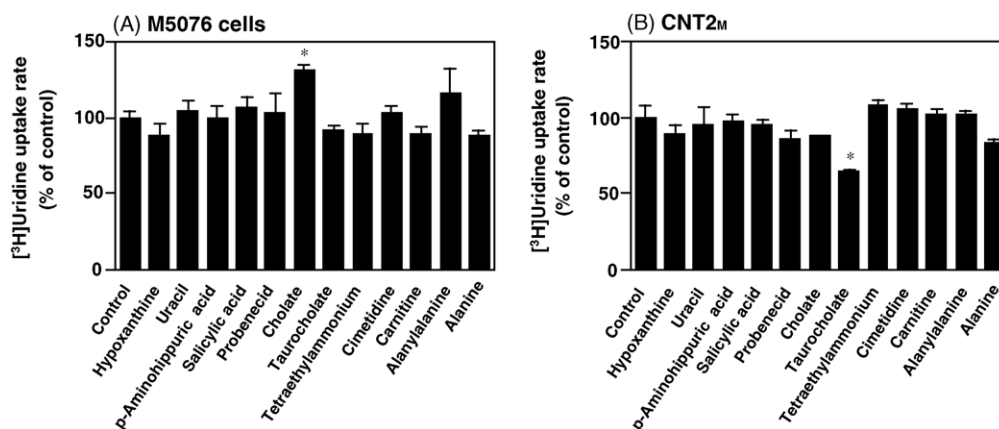 (A) M5076 cells
[³H]Uridine uptake rate
(% of control)
150
100
50
0
*
Control
Hypoxanthine
Uracil
p-Aminohippuric acid
Salicylic acid
Probenecid
Cholate
Taurocholate
Tetraethylammonium
Cimetidine
Carnitine
Alanylalanine
Alanine
(B) CNT2M
[³H]Uridine uptake rate
(% of control)
150
100
50
0
*
Control
Hypoxanthine
Uracil
p-Aminohippuric acid
Salicylic acid
Probenecid
Cholate
Taurocholate
Tetraethylammonium
Cimetidine
Carnitine
Alanylalanine
Alanine